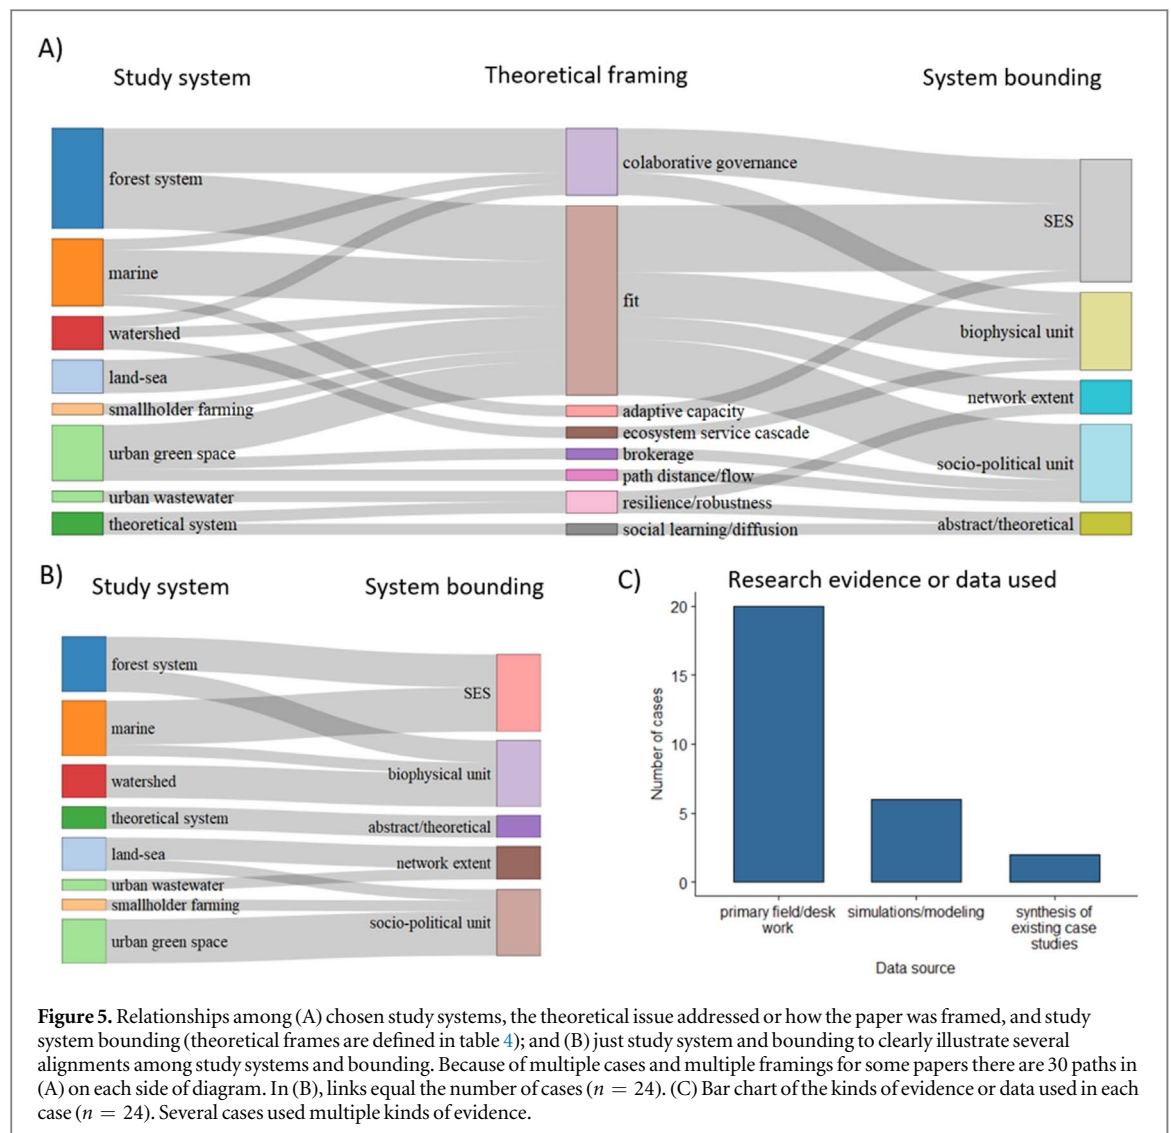 A)
Study system
Theoretical framing
System bounding
forest system
marine
watershed
land-sea
smallholder farming
urban green space
urban wastewater
theoretical system
colaborative governance
fit
adaptive capacity
ecosystem service cascade
brokerage
path distance/flow
resilience/robustness
social learning/diffusion
SES
biophysical unit
network extent
socio-political unit
abstract/theoretical
B)
Study system
System bounding
forest system
marine
watershed
theoretical system
land-sea
urban wastewater
smallholder farming
urban green space
SES
biophysical unit
abstract/theoretical
network extent
socio-political unit
C)
Research evidence or data used
Number of cases
20
15
10
5
0
primary field/desk
work
simulations/modeling
synthesis of
existing case
studies
Data source
Figure 5. Relationships among (A) chosen study systems, the theoretical issue addressed or how the paper was framed, and study
system bounding (theoretical frames are defined in table 4); and (B) just study system and bounding to clearly illustrate several
alignments among study systems and bounding. Because of multiple cases and multiple framings for some papers there are 30 paths in
(A) on each side of diagram. In (B), links equal the number of cases (n = 24). (C) Bar chart of the kinds of evidence or data used in each
case (n = 24). Several cases used multiple kinds of evidence.